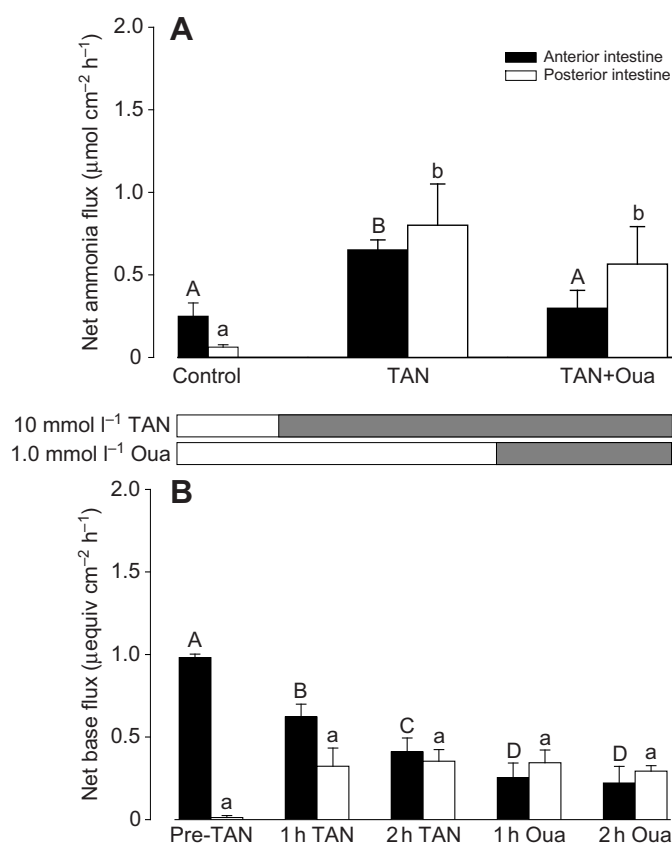 A
2.0
1.5
1.0
0.5
0
Net ammonia flux (μmol cm⁻² h⁻¹)
Anterior intestine
Posterior intestine
A
a
B
b
A
b
Control TAN TAN+Oua
10 mmol l⁻¹ TAN
1.0 mmol l⁻¹ Oua
B
2.0
1.5
1.0
0.5
0
Net base flux (μequiv cm⁻² h⁻¹)
A
a
B
a
C
a
D
a
D
a
Pre-TAN 1 h TAN 2 h TAN 1 h Oua 2 h Oua